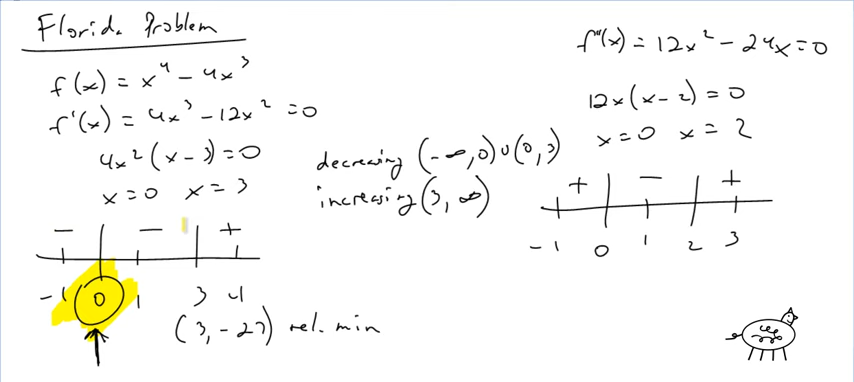 Florida Problem
f(x) = x⁴ - 4x³
f'(x) = 4x³ - 12x² = 0
4x²(x - 3) = 0
x = 0 x = 3
- - +
-1 0 1 3 4
(3, -27) rel. min
decreasing (-∞, 0) ∪ (0, 3)
increasing (3, ∞)
f''(x) = 12x² - 24x = 0
12x(x - 2) = 0
x = 0 x = 2
+ - +
-1 0 1 2 3